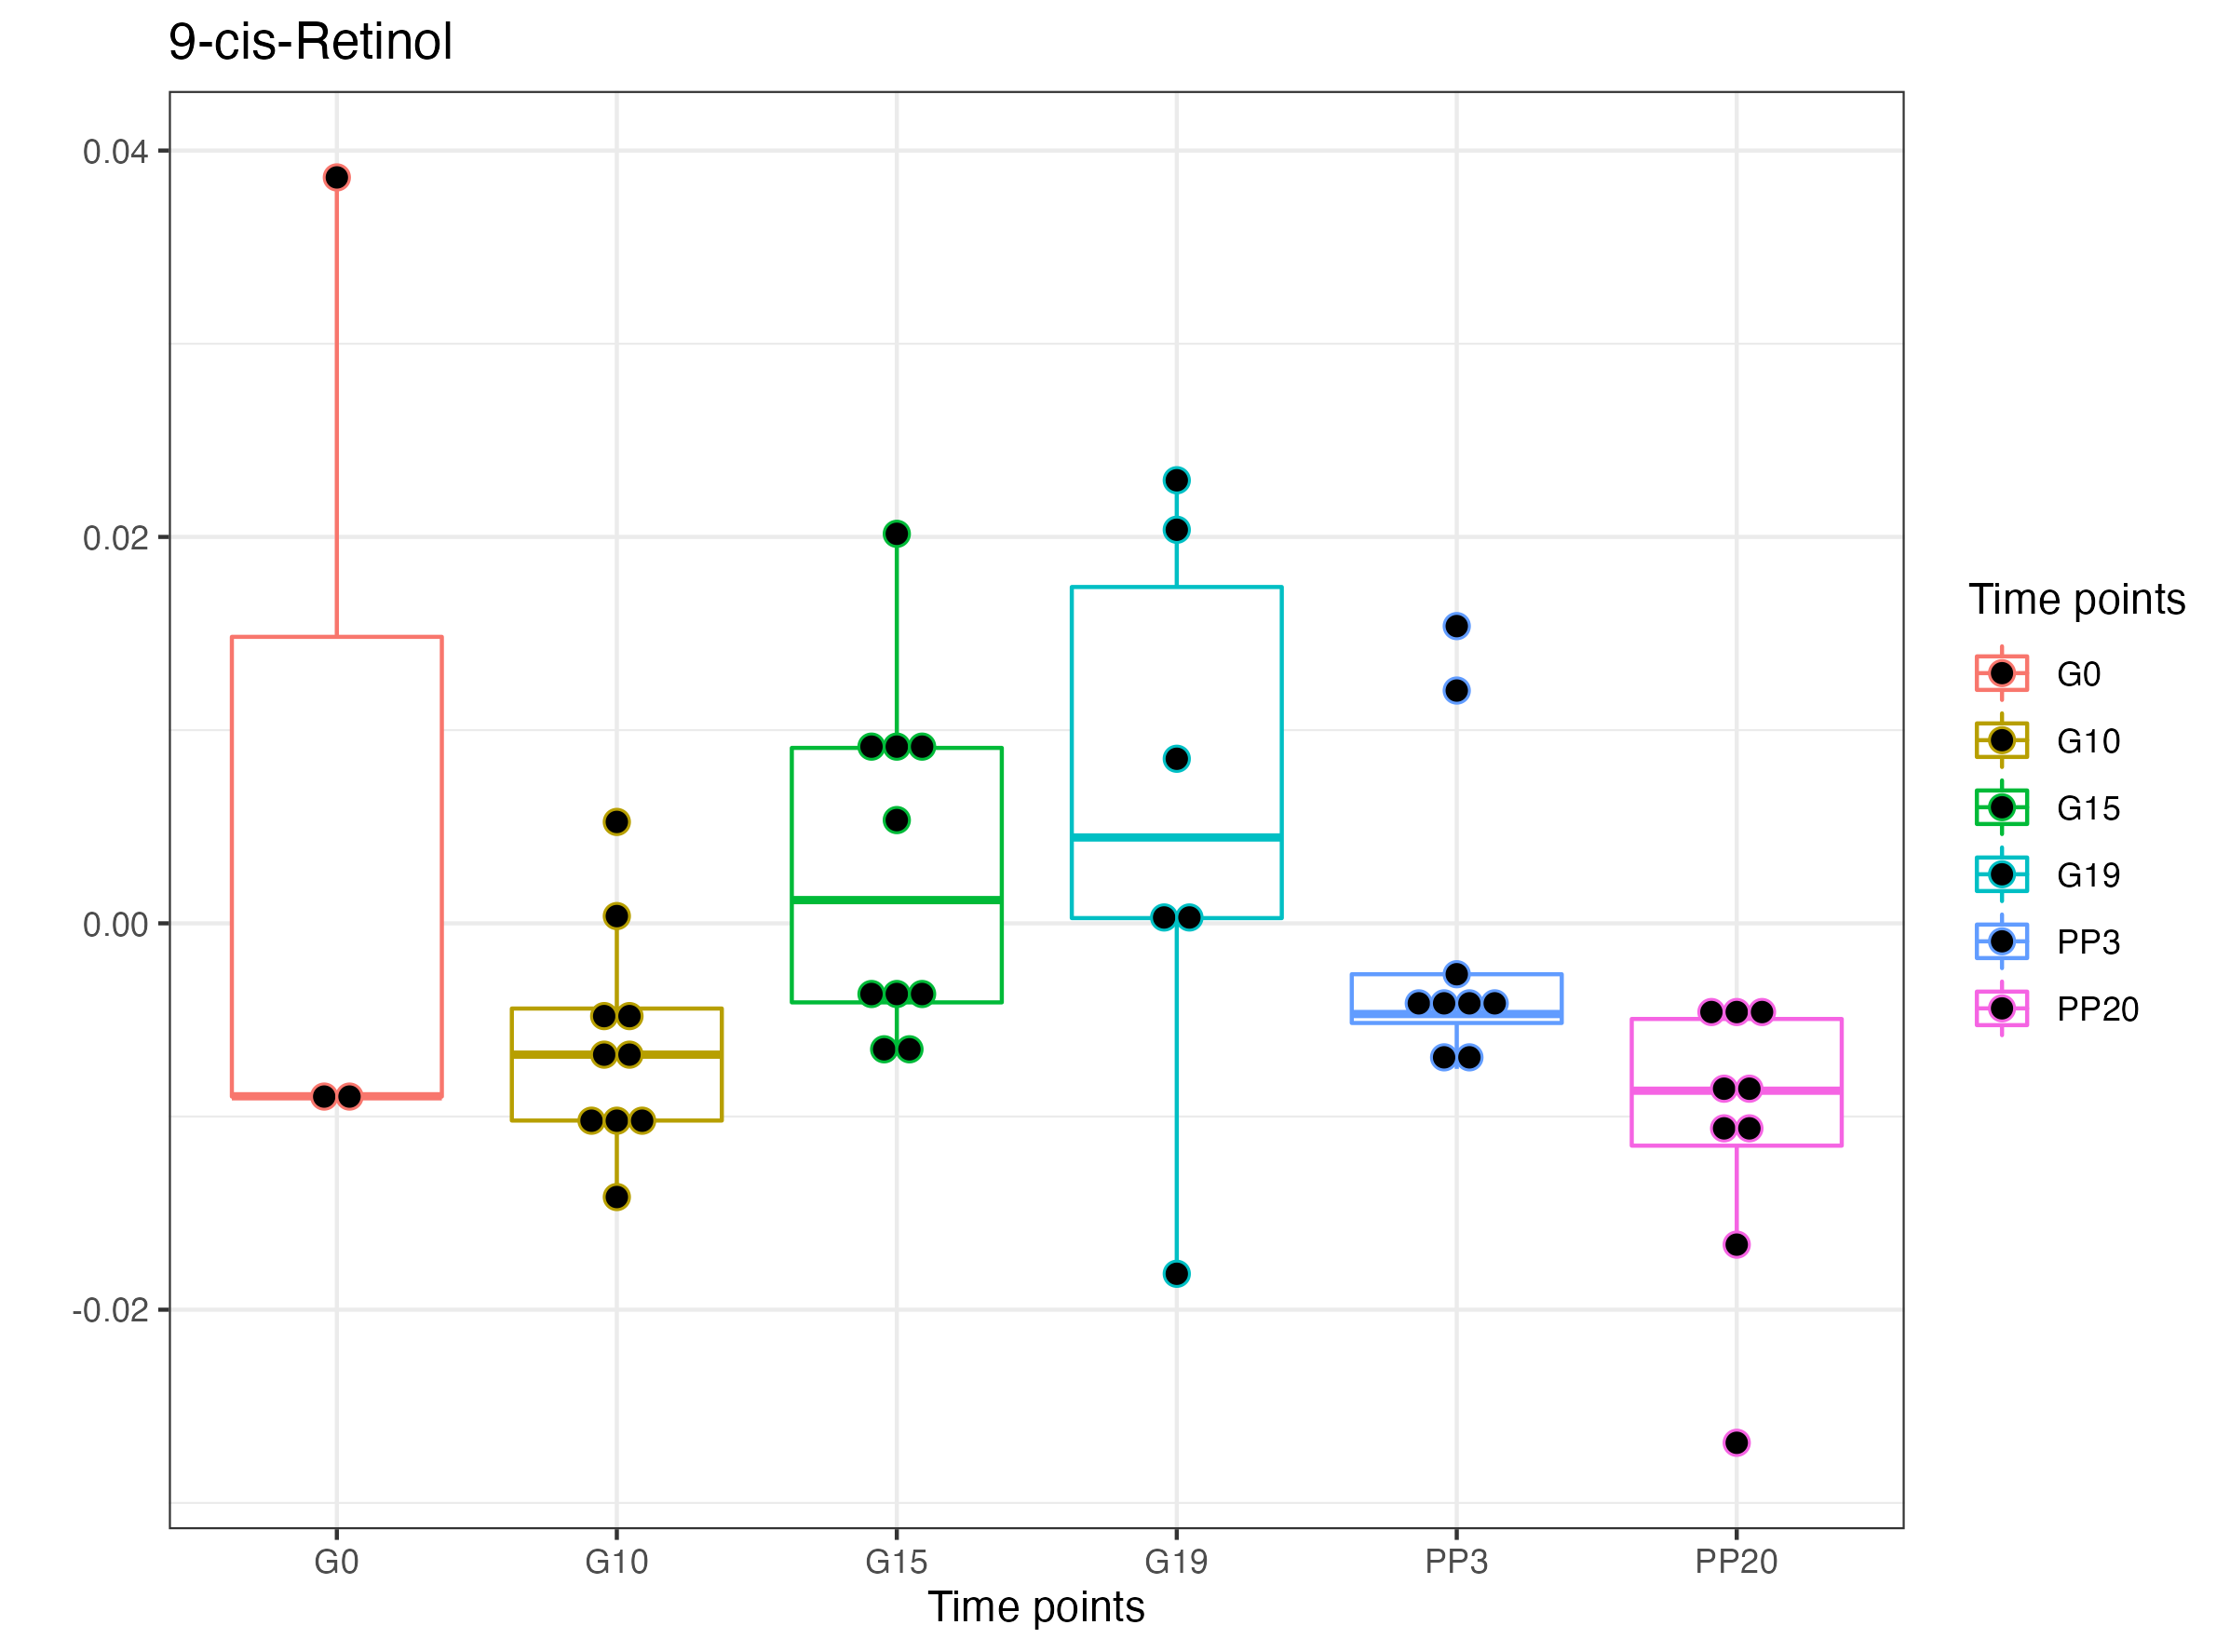 9-cis-Retinol
0.04
0.02
0.00
-0.02
G0 G10 G15 G19 PP3 PP20
Time points
Time points
G0
G10
G15
G19
PP3
PP20